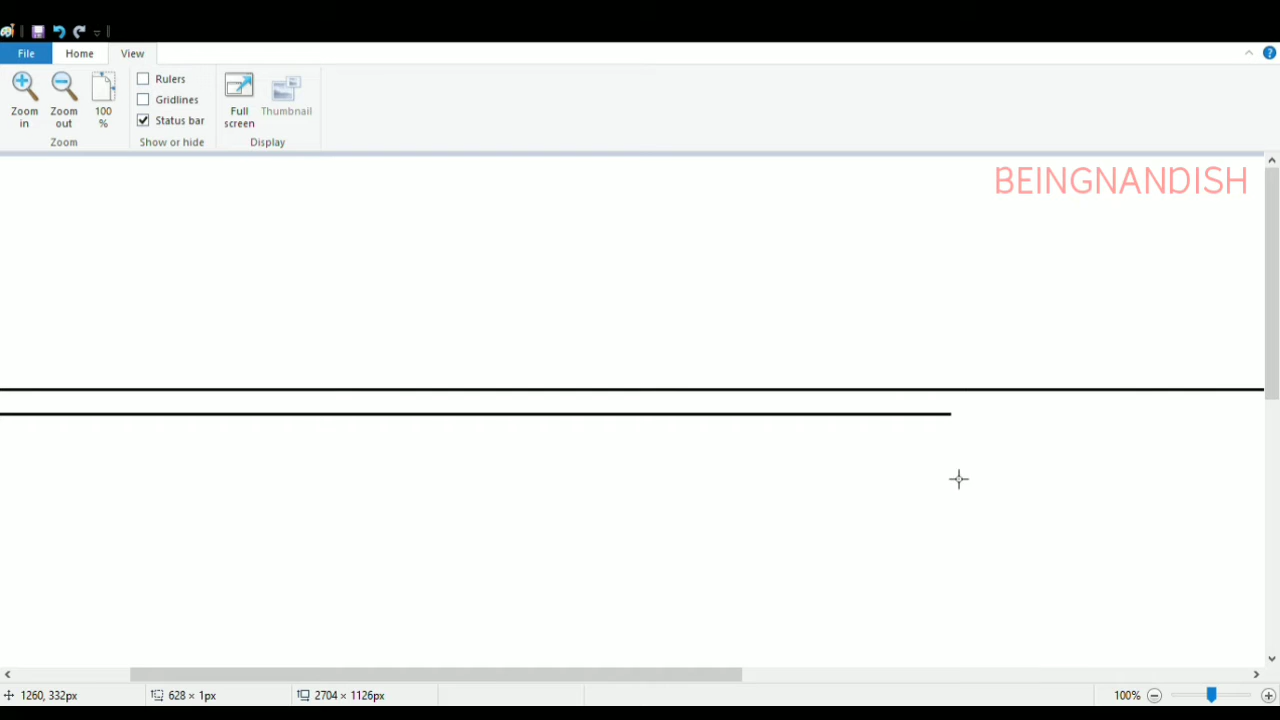 File Home View
Zoom in
Zoom out
100 %
Rulers
Gridlines
Status bar
Full screen
Thumbnail
Zoom
Show or hide
Display
BEINGNANDISH
1260, 332px
628 × 1px
2704 × 1126px
100%